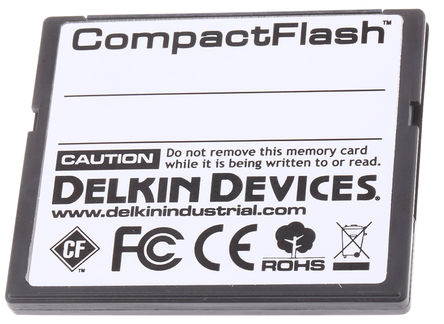 CompactFlash™
CAUTION Do not remove this memory card
while it is being written to or read.
DELKIN DEVICES®
www.delkinindustrial.com
CF™ FC CE ROHS